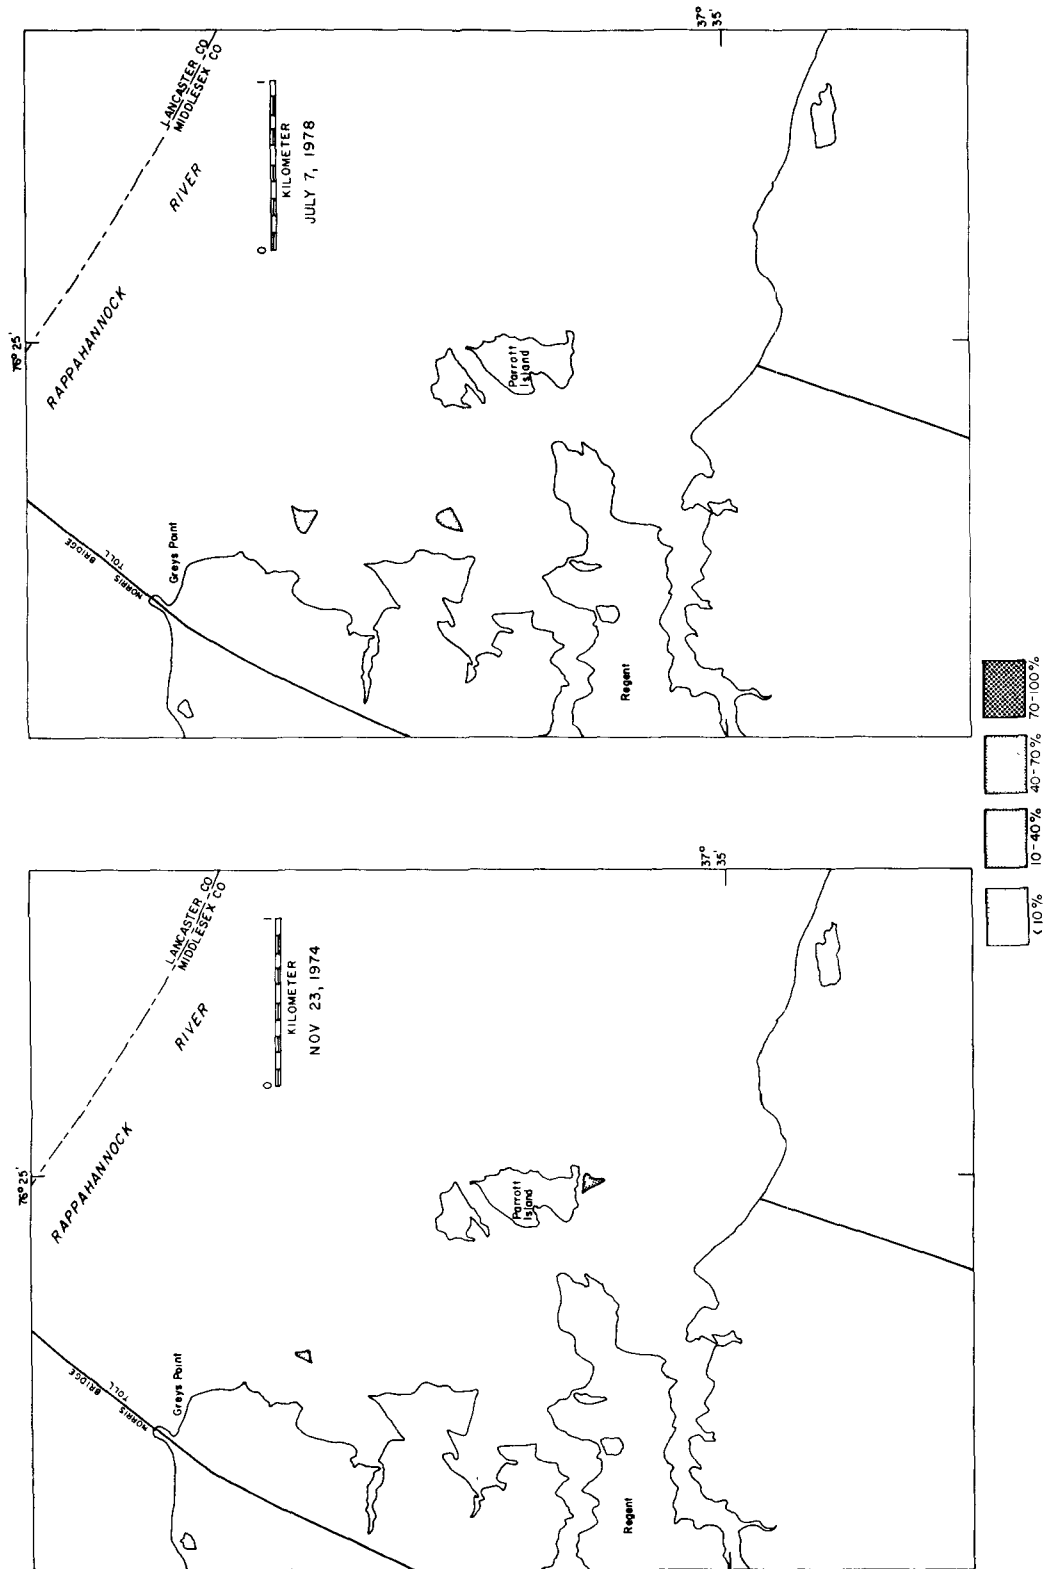 37°
35'
LANCASTER CO
MIDDLESEX CO
RIVER
RAPPAHANNOCK
76° 25'
0 1
KILOMETER
JULY 7, 1978
NORRIS TOLL
BRIDGE
Greys Point
Parrott
Island
Regent
37°
35'
LANCASTER CO
MIDDLESEX CO
RIVER
RAPPAHANNOCK
76° 25'
0 1
KILOMETER
NOV 23, 1974
NORRIS TOLL
BRIDGE
Greys Point
Parrott
Island
Regent
<10%
10-40%
40-70%
70-100%